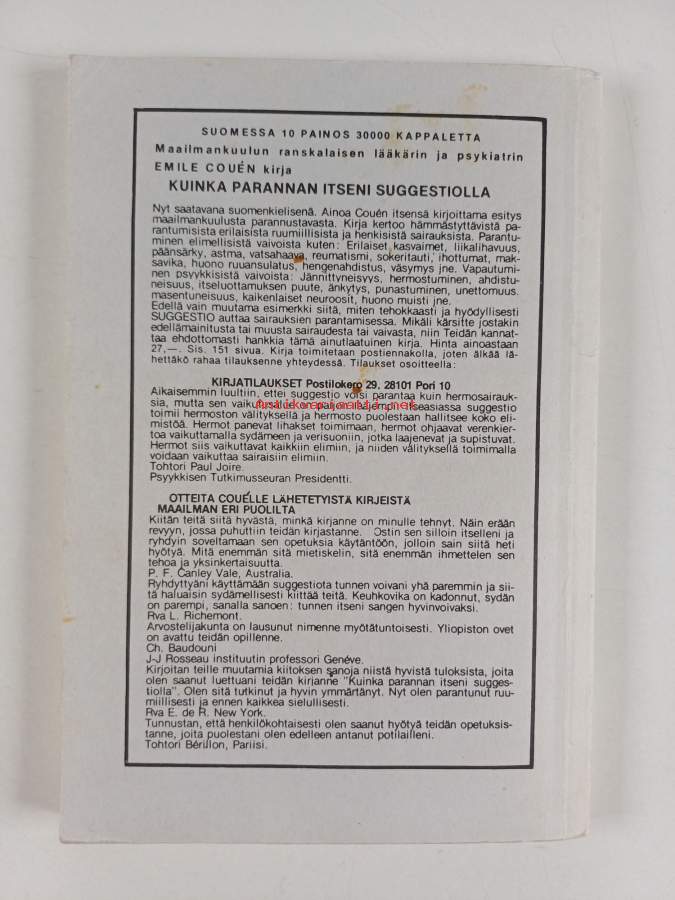 SUOMESSA 10 PAINOS 30000 KAPPALETTA
Maailmankuulun ranskalaisen lääkärin ja psykiatrin
EMILE COUÉN kirja
KUINKA PARANNAN ITSENI SUGGESTIOLLA
Nyt saatavana suomenkielisenä. Ainoa Couén itsensä kirjoittama esitys
maailmankuulusta parannustavasta. Kirja kertoo hämmästyttävistä pa-
rantumisista erilaisista ruumiillisista ja henkisistä sairauksista. Parantu-
minen elimellisistä vaivoista kuten: Erilaiset kasvaimet, liikalihavuus,
päänsärky, astma, vatsahaava, reumatismi, sokeritauti, ihottumat, mak-
savika, huono ruuansulatus, hengenahdistus, väsymys jne. Vapautumi-
nen psyykkisistä vaivoista: Jännittyneisyys, hermostuminen, ahdistu-
neisuus, itseluottamuksen puute, änkytys, punastuminen, unettomuus.
masentuneisuus, kaikenlaiset neuroosit, huono muisti jne.
Edellä vain muutama esimerkki siitä, miten tehokkaasti ja hyödyllisesti
SUGGESTIO auttaa sairauksien parantamisessa. Mikäli kärsitte jostakin
edellämainitusta tai muusta sairaudesta tai vaivasta, niin Teidän kannat-
taa ehdottomasti hankkia tämä ainutlaatuinen kirja. Hinta ainoastaan
27,—. Sis. 151 sivua. Kirja toimitetaan postiennakolla, joten älkää lä-
hettäkö rahaa tilauksenne yhteydessä. Tilaukset osoitteella:
KIRJATILAUKSET Postilokero 29. 28101 Pori 10
Aikaisemmin luultiin, ettei suggestio voisi parantaa kuin hermosairauk-
sia, mutta sen vaikutusalue on paljon laajempi. Itseasiassa suggestio
toimii hermoston välityksellä ja hermosto puolestaan hallitsee koko eli-
mistöä. Hermot panevat lihakset toimimaan, hermot ohjaavat verenkier-
toa vaikuttamalla sydämeen ja verisuoniin, jotka laajenevat ja supistuvat.
Hermot siis vaikuttavat kaikkiin elimiin, ja niiden välityksellä toimimalla
voidaan vaikuttaa sairaisiin elimiin.
Tohtori Paul Joire.
Psyykkisen Tutkimusseuran Presidentti.
OTTEITA COUÉLLE LÄHETETYISTÄ KIRJEISTÄ
MAAILMAN ERI PUOLILTA
Kiitän teitä siitä hyvästä, minkä kirjanne on minulle tehnyt. Näin erään
revyyn, jossa puhuttiin teidän kirjastanne. Ostin sen silloin itselleni ja
ryhdyin soveltamaan sen opetuksia käytäntöön, jolloin sain siitä heti
hyötyä. Mitä enemmän sitä mietiskelin, sitä enemmän ihmettelen sen
tehoa ja yksinkertaisuutta.
P. F. Canley Vale, Australia.
Ryhdyttyäni käyttämään suggestiota tunnen voivani yhä paremmin ja sii-
tä haluaisin sydämellisesti kiittää teitä. Keuhkovika on kadonnut, sydän
on parempi, sanalla sanoen: tunnen itseni sangen hyvinvoivaksi.
Rva L. Richemont.
Arvostelijakunta on lausunut nimenne myötätuntoisesti. Yliopiston ovet
on avattu teidän opillenne.
Ch. Baudouni
J-J Rosseau instituutin professori Genéve.
Kirjoitan teille muutamia kiitoksen sanoja niistä hyvistä tuloksista, joita
olen saanut luettuani teidän kirjanne "Kuinka parannan itseni sugges-
tiolla". Olen sitä tutkinut ja hyvin ymmärtänyt. Nyt olen parantunut ruu-
miillisesti ja ennen kaikkea sielullisesti.
Rva E. de R. New York.
Tunnustan, että henkilökohtaisesti olen saanut hyötyä teidän opetuksis-
tanne, joita puolestani olen edelleen antanut potilailleni.
Tohtori Bérillon, Pariisi.